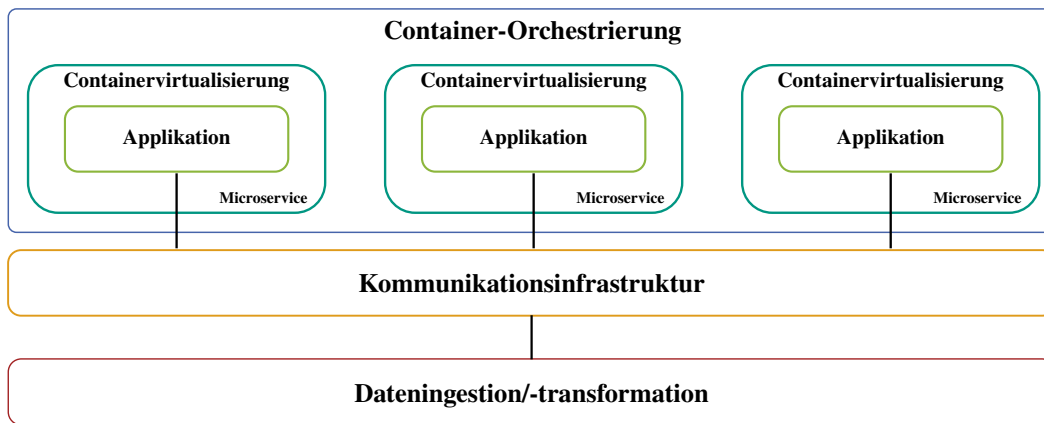 Container-Orchestrierung
Containervirtualisierung
Applikation
Microservice
Containervirtualisierung
Applikation
Microservice
Containervirtualisierung
Applikation
Microservice
Kommunikationsinfrastruktur
Dateningestion/-transformation